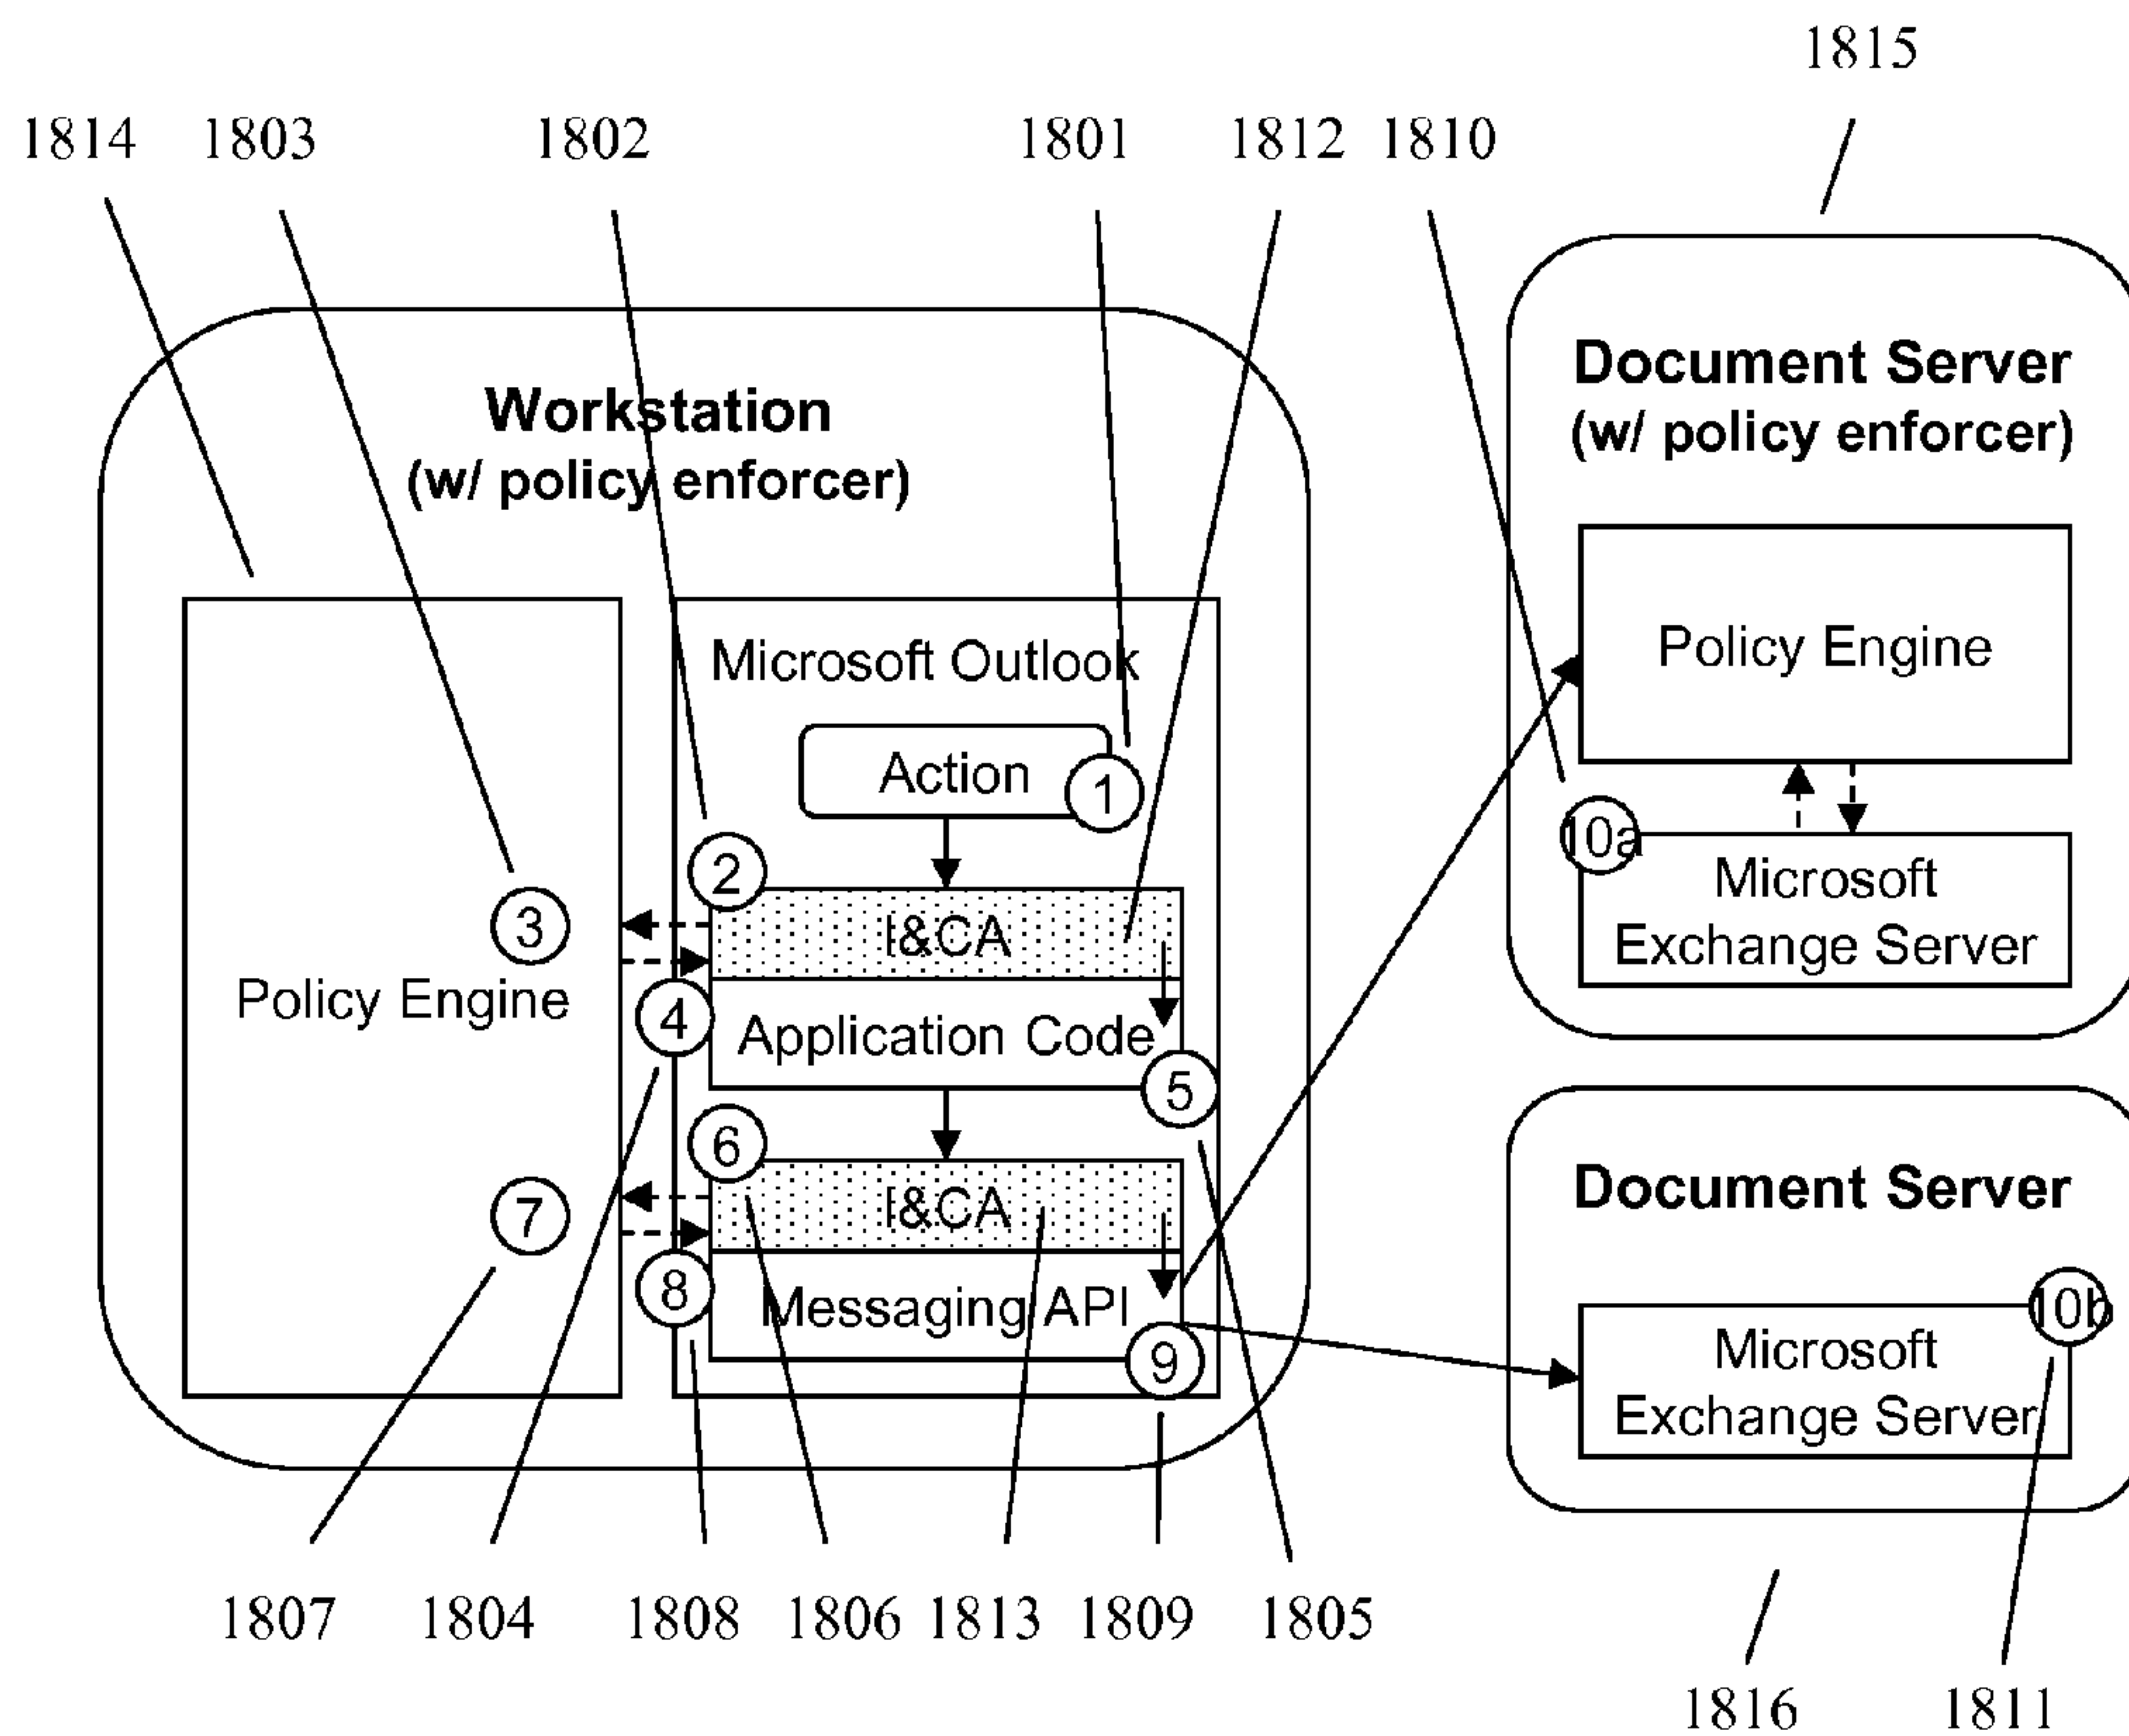 1815
1814 1803 1802 1801 1812 1810
Workstation
(w/ policy enforcer)
Policy Engine
3
7
Microsoft Outlook
Action
1
2
I&CA
4
Application Code
5
6
I&CA
8
Messaging API
9
Document Server
(w/ policy enforcer)
Policy Engine
10a
Microsoft
Exchange Server
Document Server
10b
Microsoft
Exchange Server
1807 1804 1808 1806 1813 1809 1805
1816 1811